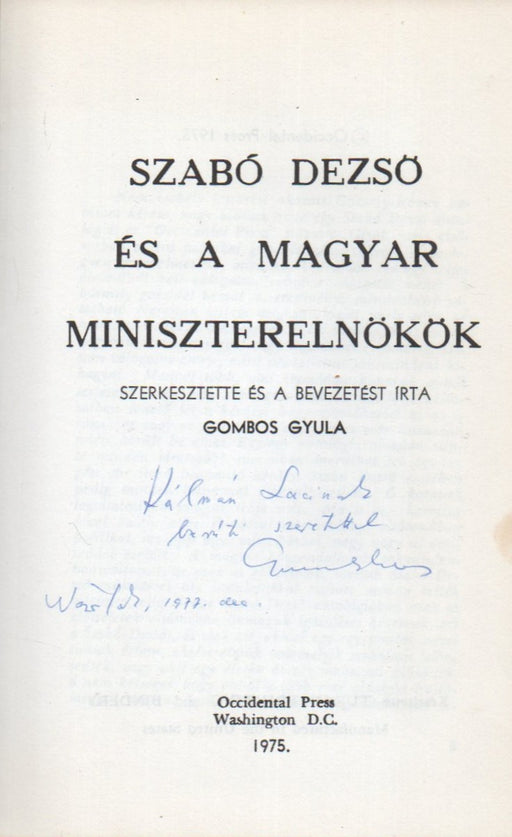 SZABÓ DEZSŐ
ÉS A MAGYAR
MINISZTERELNÖKÖK
SZERKESZTETTE ÉS A BEVEZETÉST ÍRTA
GOMBOS GYULA
Kálmán Lacinak
baráti szeretettel
1977. dec.
Occidental Press
Washington D.C.
1975.